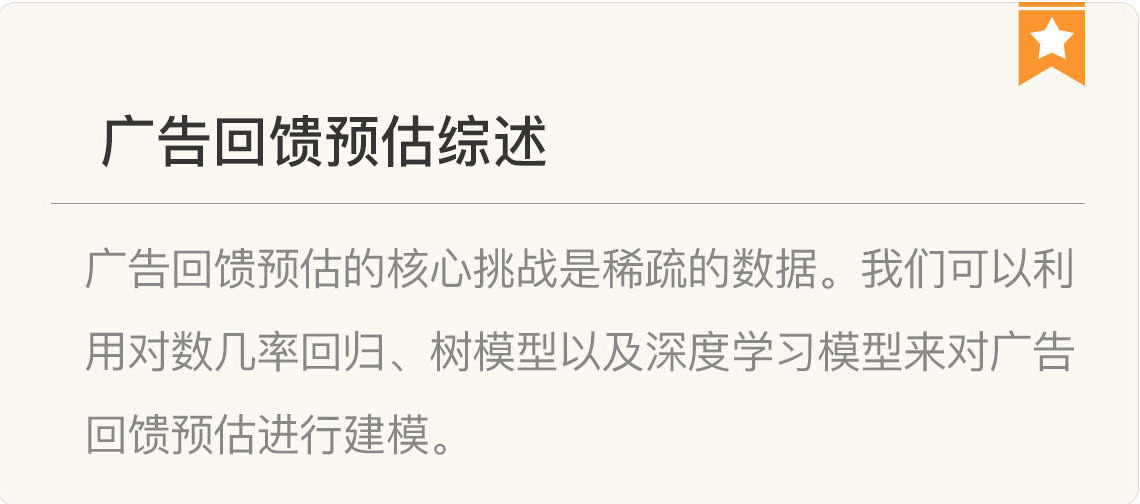 广告回馈预估综述
广告回馈预估的核心挑战是稀疏的数据。我们可以利
用对数几率回归、树模型以及深度学习模型来对广告
回馈预估进行建模。